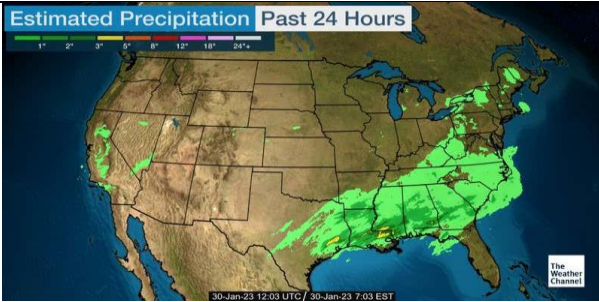 Estimated Precipitation Past 24 Hours
1" 2" 3" 5" 8" 12" 18" 24"+
The
Weather
Channel
30-Jan-23 12:03 UTC / 30-Jan-23 7:03 EST